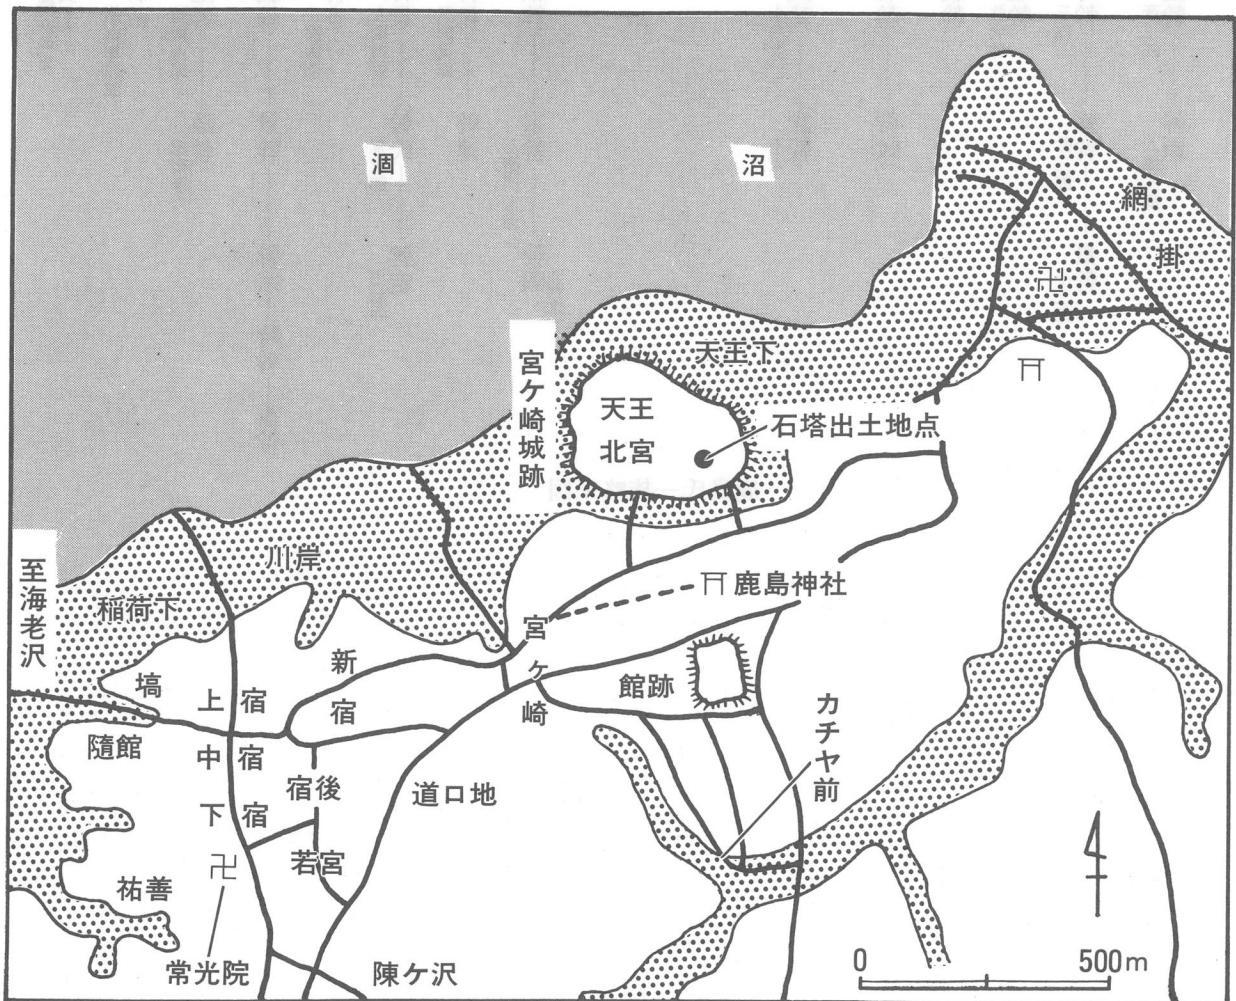 涸沼
網掛
天王下
宮ケ崎城跡
天王
北宮
石塔出土地点
川岸
至海老沢
稲荷下
鹿島神社
宮ケ崎
新宿
塙
上宿
館跡
カチヤ前
隨館
中宿
宿後
道口地
下宿
若宮
祐善
常光院
陳ケ沢
0 500m